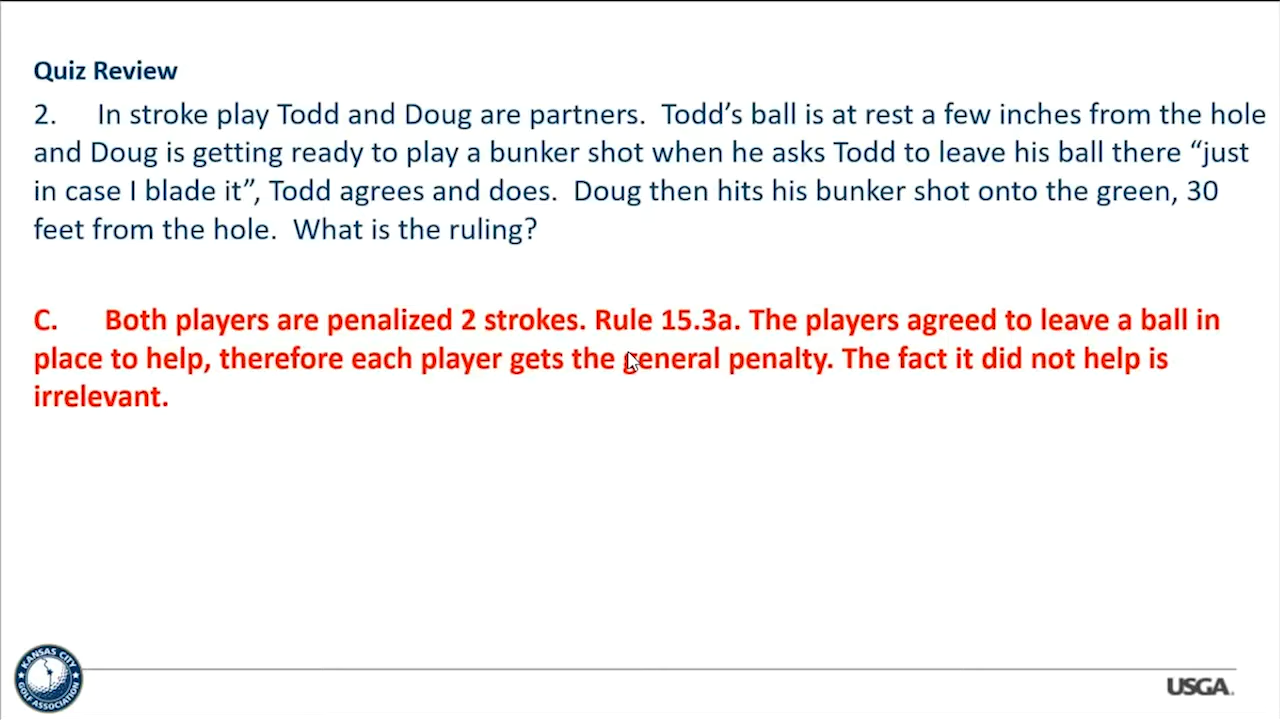 Quiz Review
2. In stroke play Todd and Doug are partners. Todd’s ball is at rest a few inches from the hole
and Doug is getting ready to play a bunker shot when he asks Todd to leave his ball there “just
in case I blade it”, Todd agrees and does. Doug then hits his bunker shot onto the green, 30
feet from the hole. What is the ruling?
C. Both players are penalized 2 strokes. Rule 15.3a. The players agreed to leave a ball in
place to help, therefore each player gets the general penalty. The fact it did not help is
irrelevant.
KANSAS CITY
GOLF ASSOCIATION
USGA.